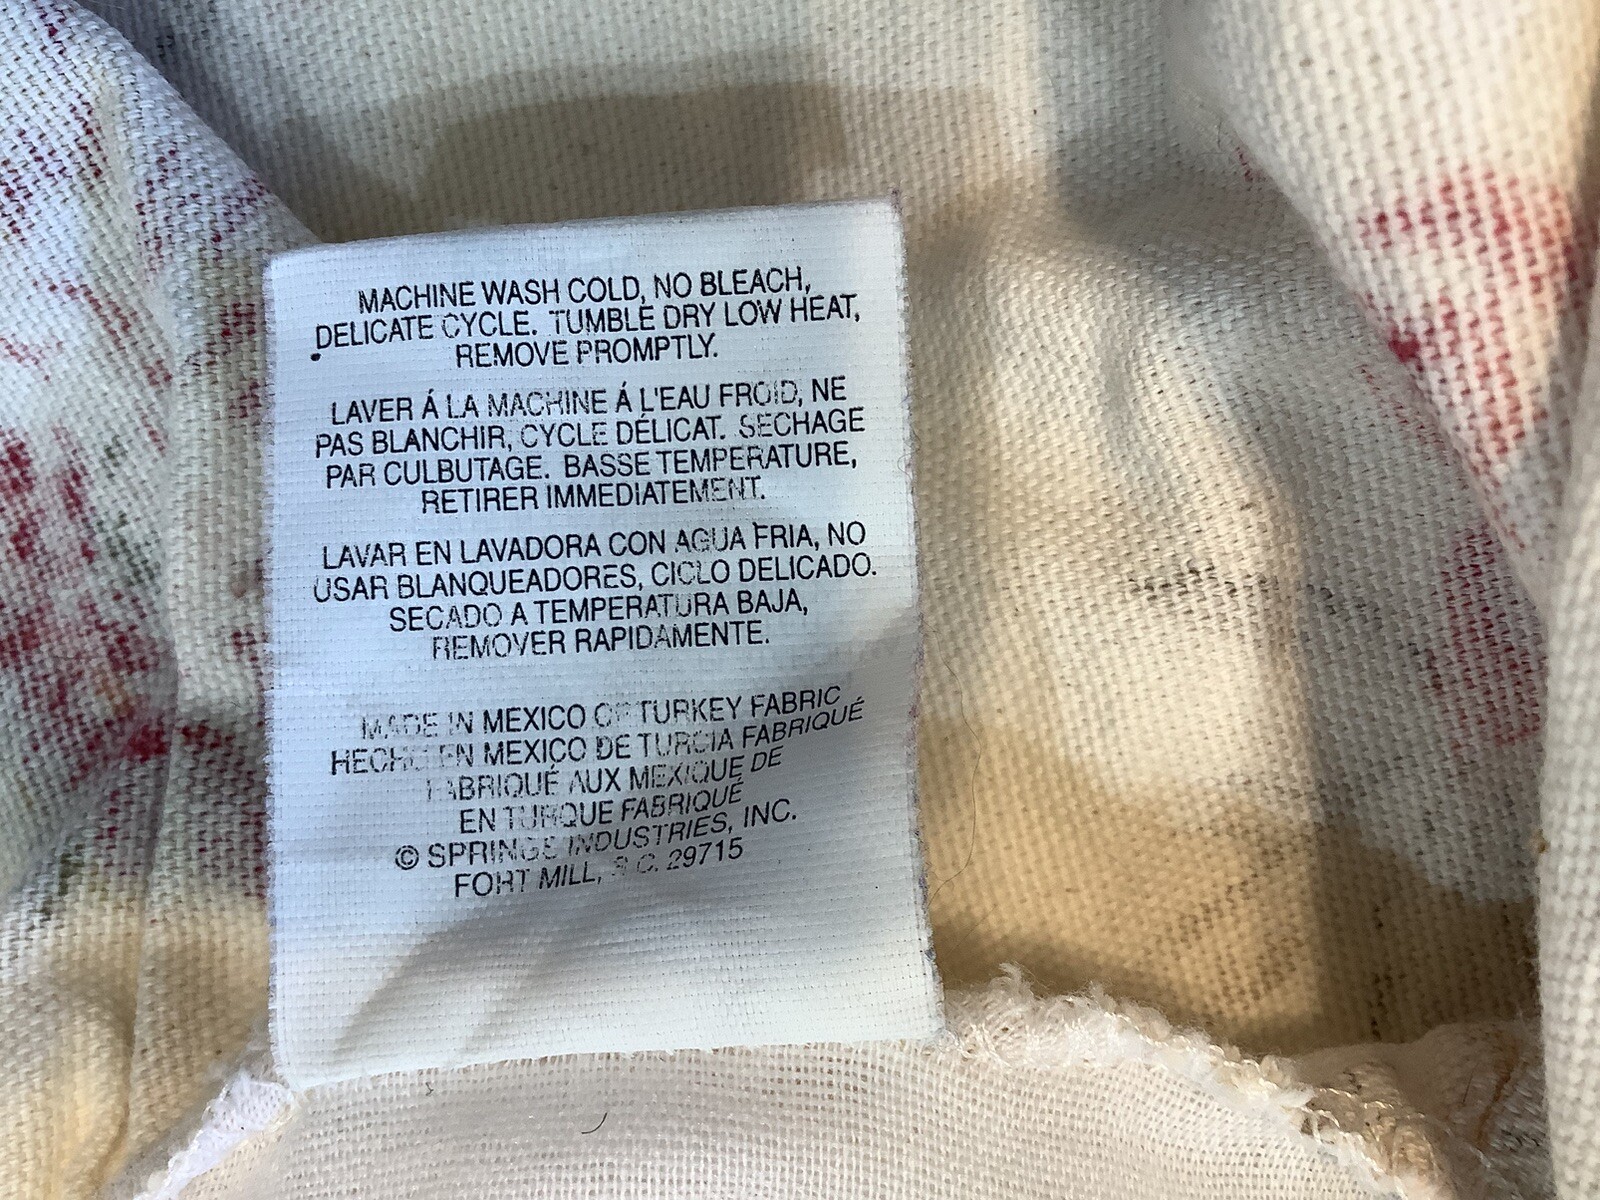 MACHINE WASH COLD, NO BLEACH,
DELICATE CYCLE. TUMBLE DRY LOW HEAT,
REMOVE PROMPTLY.
LAVER Á LA MACHINE Á L'EAU FROID, NE
PAS BLANCHIR, CYCLE DÉLICAT. SECHAGE
PAR CULBUTAGE. BASSE TEMPERATURE,
RETIRER IMMEDIATEMENT.
LAVAR EN LAVADORA CON AGUA FRIA, NO
USAR BLANQUEADORES, CICLO DELICADO.
SECADO A TEMPERATURA BAJA,
REMOVER RAPIDAMENTE.
MADE IN MEXICO OF TURKEY FABRIC
HECHO EN MEXICO DE TURCIA FABRIQUÉ
FABRIQUÉ AUX MEXIQUE DE
EN TURQUE FABRIQUÉ
© SPRINGS INDUSTRIES, INC.
FORT MILL, S.C. 29715